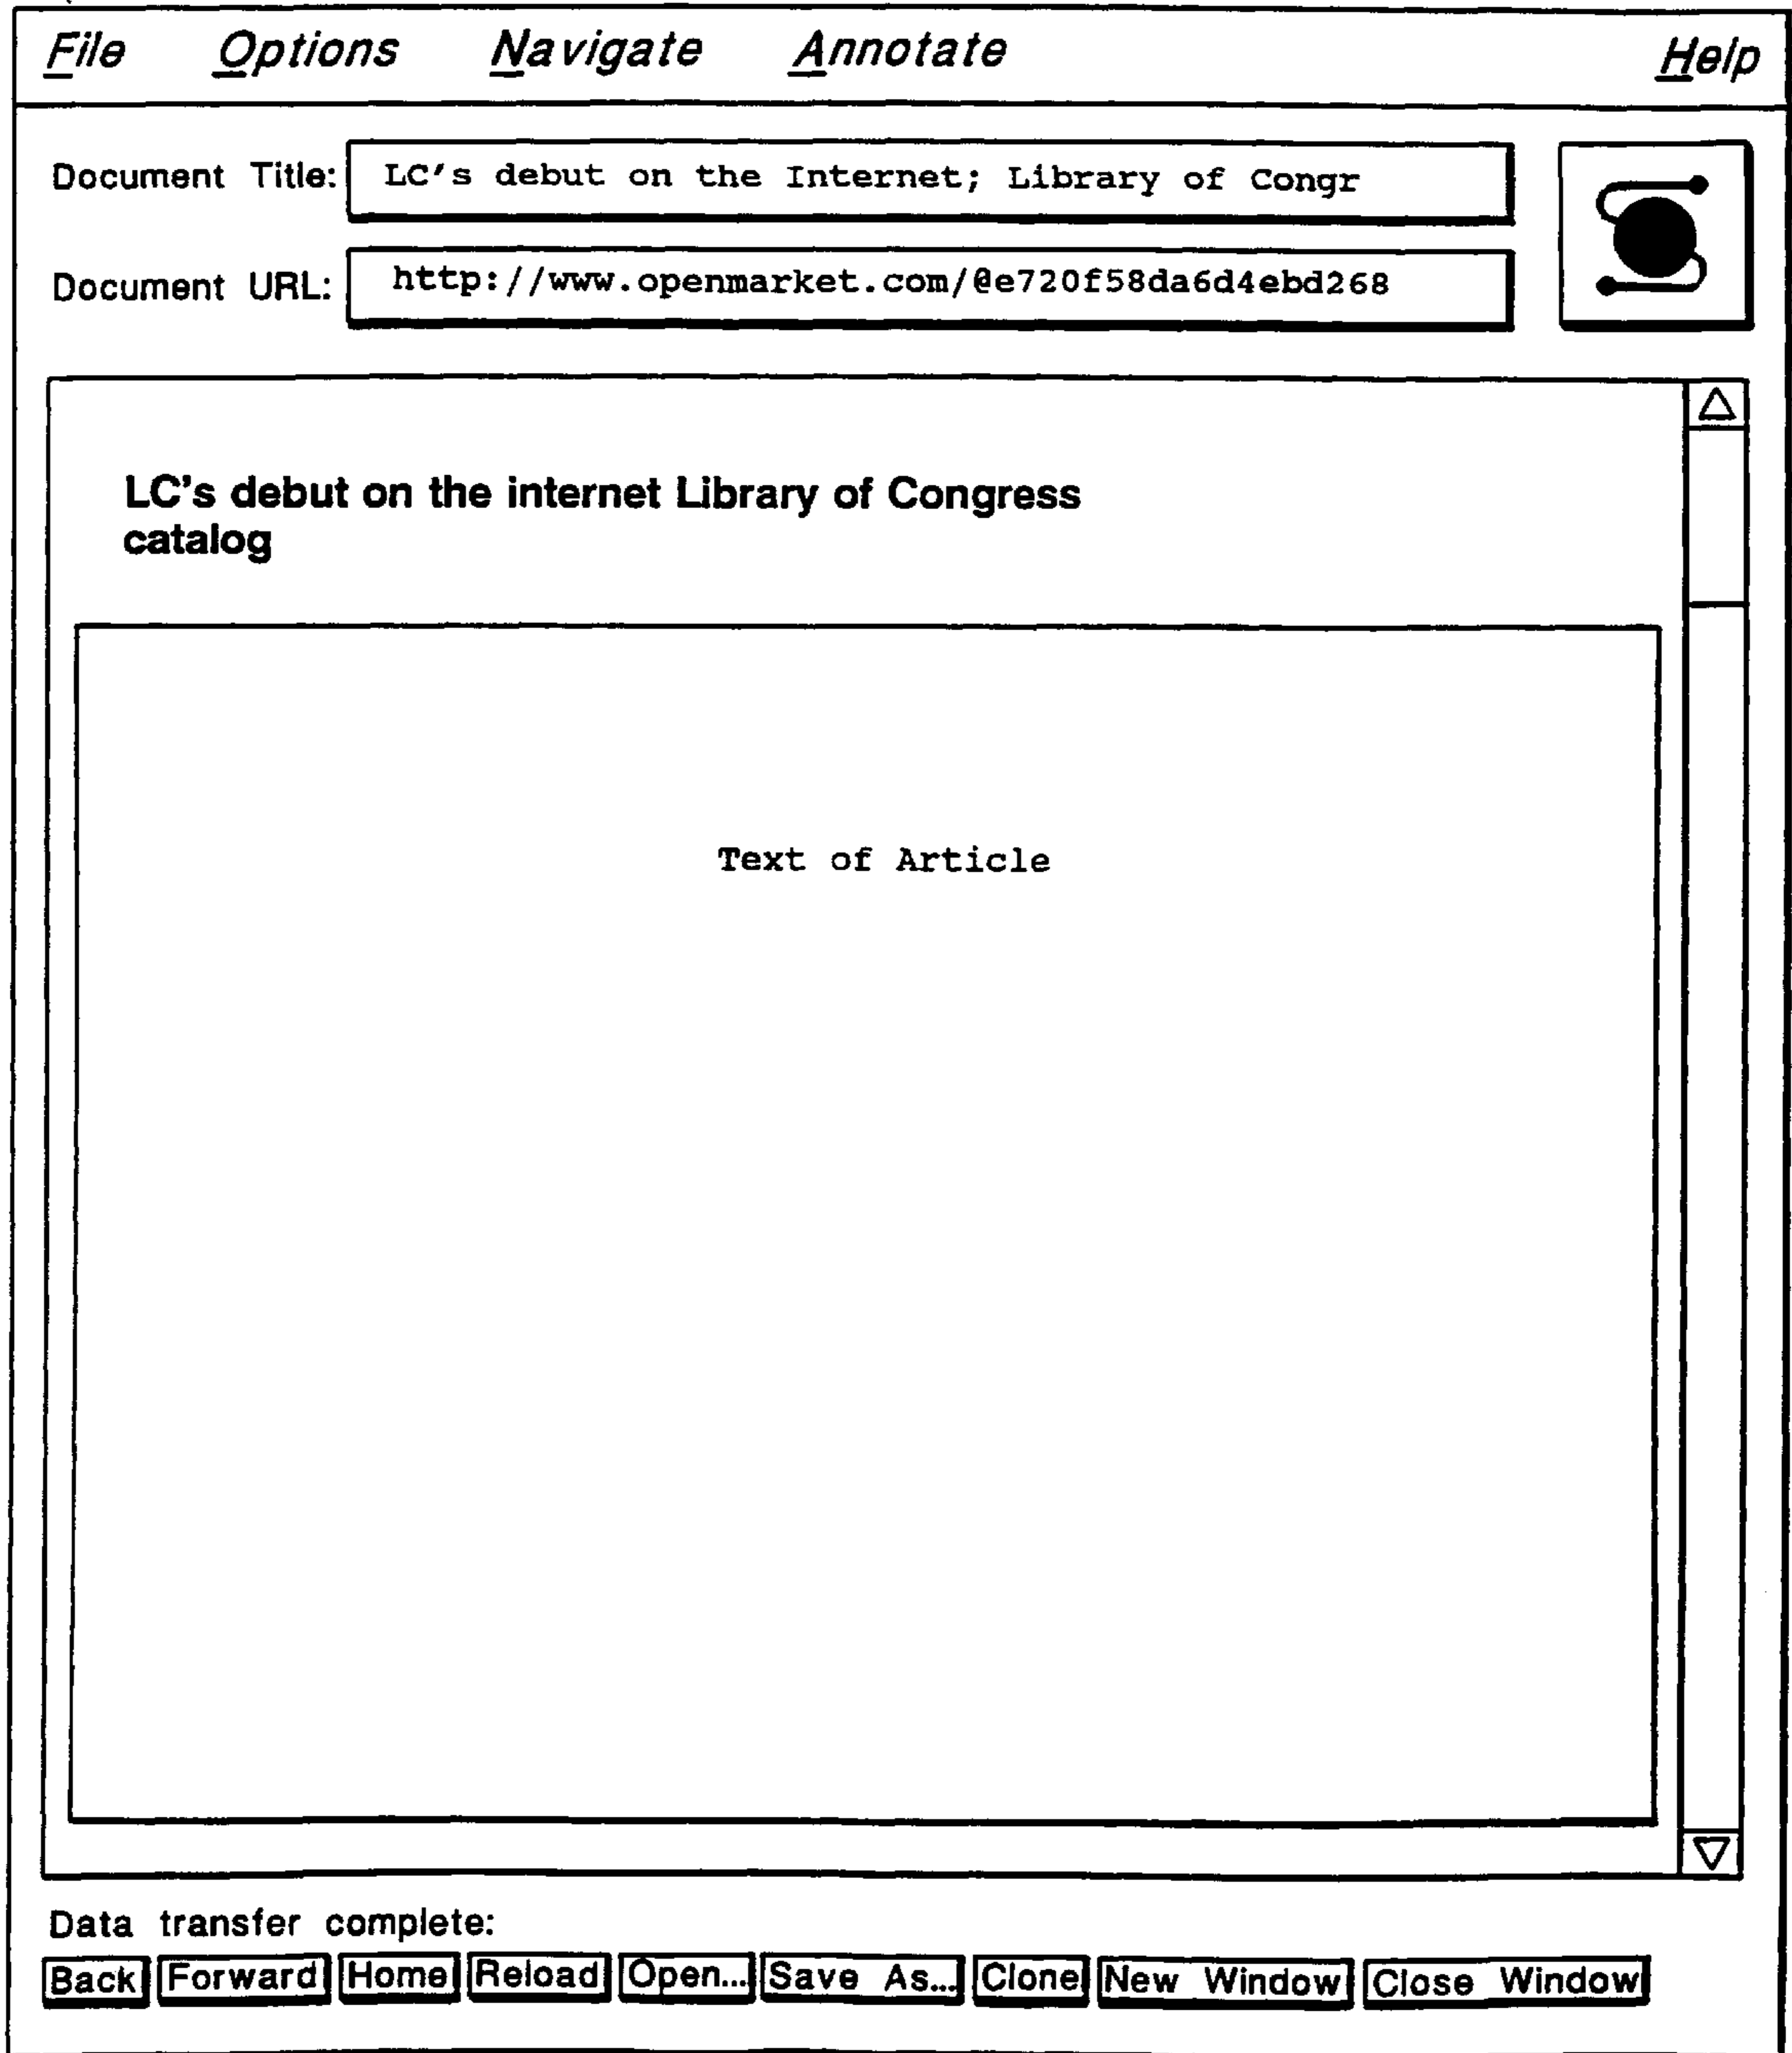 File Options Navigate Annotate Help
Document Title: LC's debut on the Internet; Library of Congr
Document URL: http://www.openmarket.com/@e720f58da6d4ebd268
LC's debut on the internet Library of Congress
catalog
Text of Article
Data transfer complete:
Back Forward Home Reload Open... Save As... Clone New Window Close Window